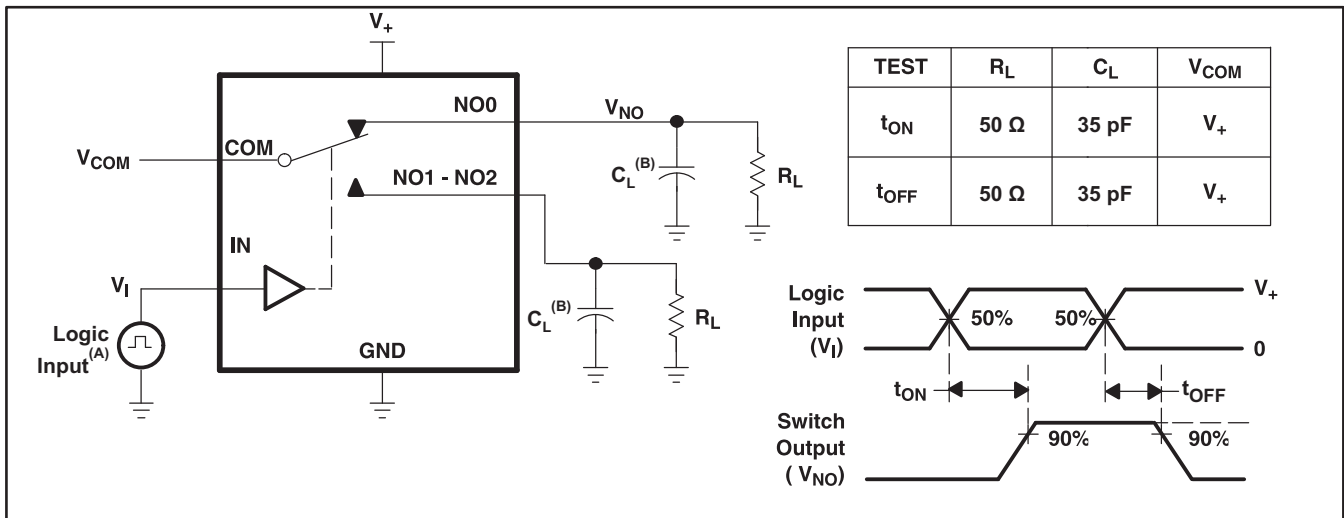 V+
NO0
VNO
COM
VCOM
CL(B)
RL
NO1 - NO2
IN
VI
CL(B)
RL
Logic
Input(A)
GND
TEST RL CL VCOM
tON 50 Ω 35 pF V+
tOFF 50 Ω 35 pF V+
Logic
Input
(VI)
50% 50%
V+
0
tON
tOFF
Switch
Output
( VNO)
90% 90%